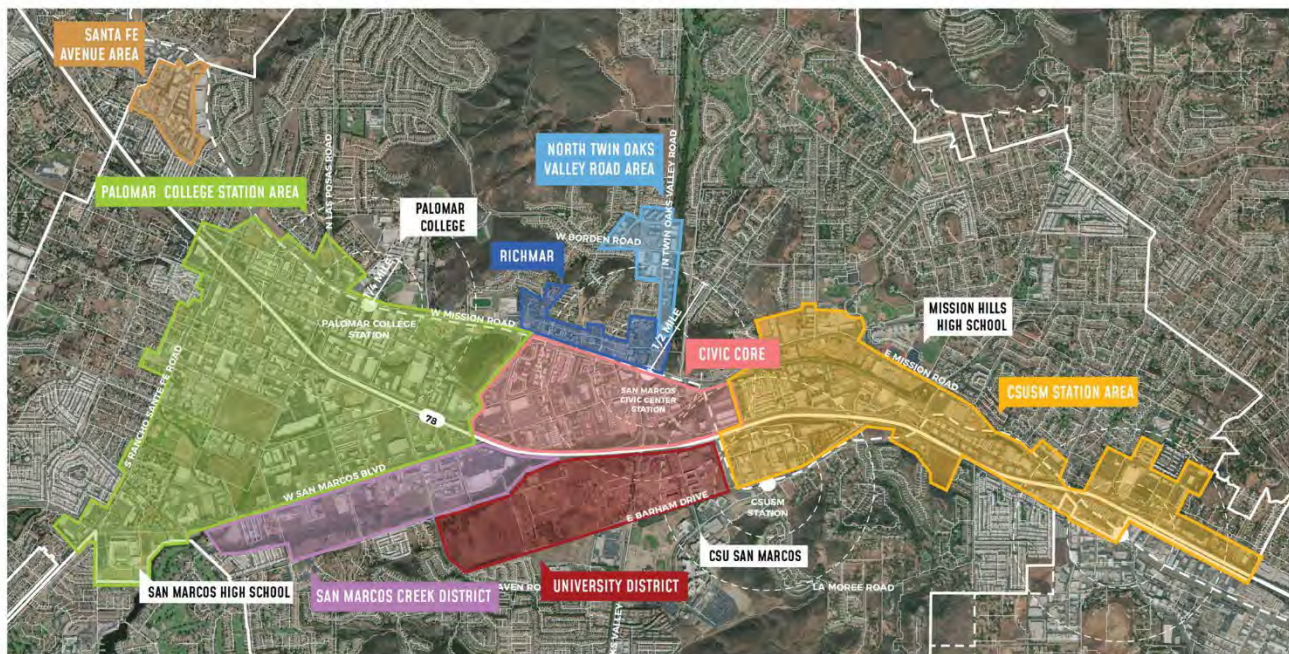 SANTA FE
AVENUE AREA
PALOMAR COLLEGE STATION AREA
N LAS POSAS ROAD
PALOMAR
COLLEGE
NORTH TWIN OAKS
VALLEY ROAD AREA
N TWIN OAKS VALLEY ROAD
W BORDEN ROAD
RICHMAR
1/4 MILE
PALOMAR COLLEGE
STATION
W MISSION ROAD
1/2 MILE
CIVIC CORE
MISSION HILLS
HIGH SCHOOL
E MISSION ROAD
SAN MARCOS
CIVIC CENTER
STATION
CSUSM STATION AREA
S RANCHO SANTE FE ROAD
78
W SAN MARCOS BLVD
E BARHAM DRIVE
CSUSM
STATION
CSU SAN MARCOS
SAN MARCOS HIGH SCHOOL
SAN MARCOS CREEK DISTRICT
UNIVERSITY DISTRICT
LA MOREE ROAD